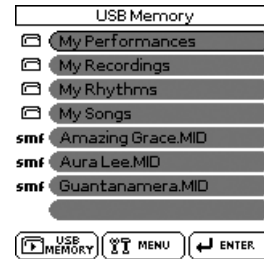 USB Memory
My Performances
My Recordings
My Rhythms
My Songs
smf Amazing Grace.MID
smf Aura Lee.MID
smf Guantanamera.MID
USB MEMORY MENU ENTER